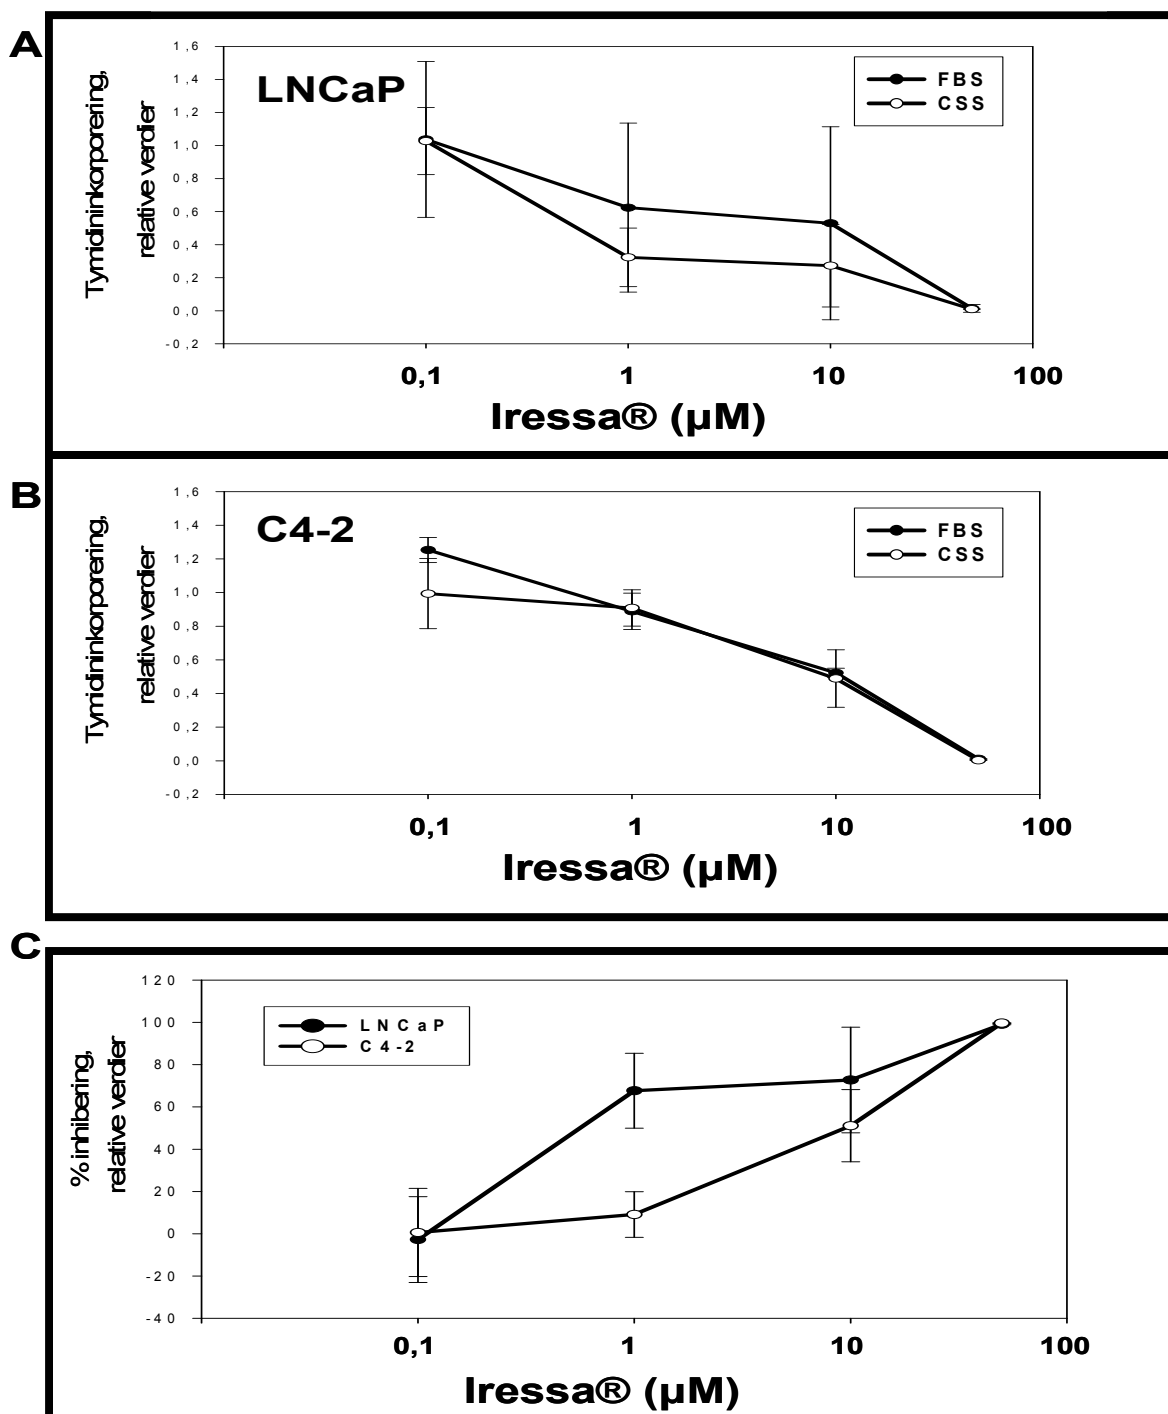 A
Tymidininkorporering,
relative verdier
1,6
1,4
1,2
1,0
0,8
0,6
0,4
0,2
0,0
-0,2
LNCaP
FBS
CSS
0,1 1 10 100
Iressa® (µM)
B
Tymidininkorporering,
relative verdier
1,6
1,4
1,2
1,0
0,8
0,6
0,4
0,2
0,0
-0,2
C4-2
FBS
CSS
0,1 1 10 100
Iressa® (µM)
C
% inhibering,
relative verdier
120
100
80
60
40
20
0
-20
-40
LNCaP
C4-2
0,1 1 10 100
Iressa® (µM)